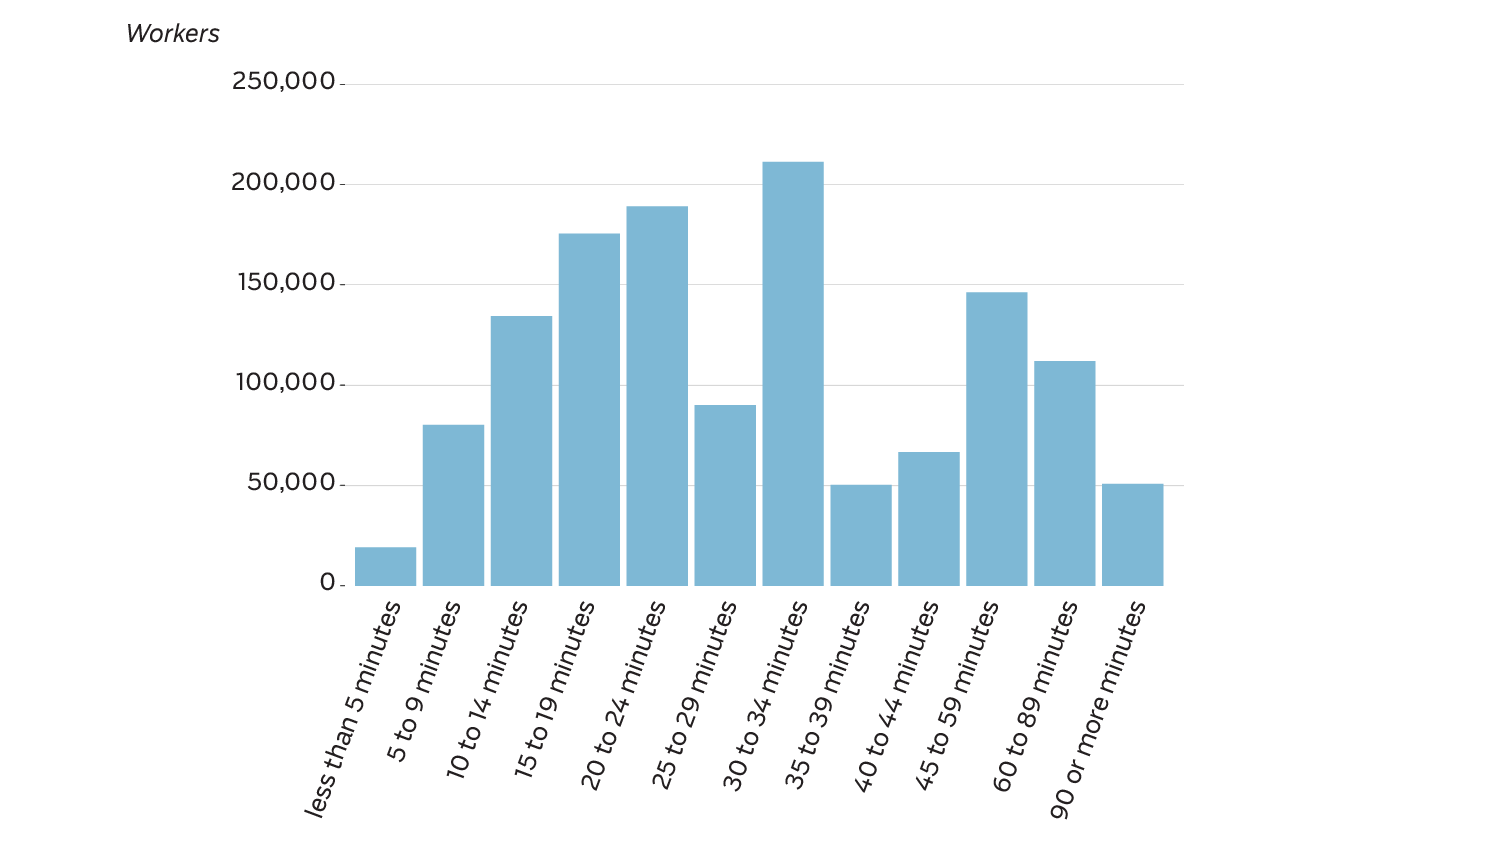 Workers
250,000
200,000
150,000
100,000
50,000
0
less than 5 minutes
5 to 9 minutes
10 to 14 minutes
15 to 19 minutes
20 to 24 minutes
25 to 29 minutes
30 to 34 minutes
35 to 39 minutes
40 to 44 minutes
45 to 59 minutes
60 to 89 minutes
90 or more minutes